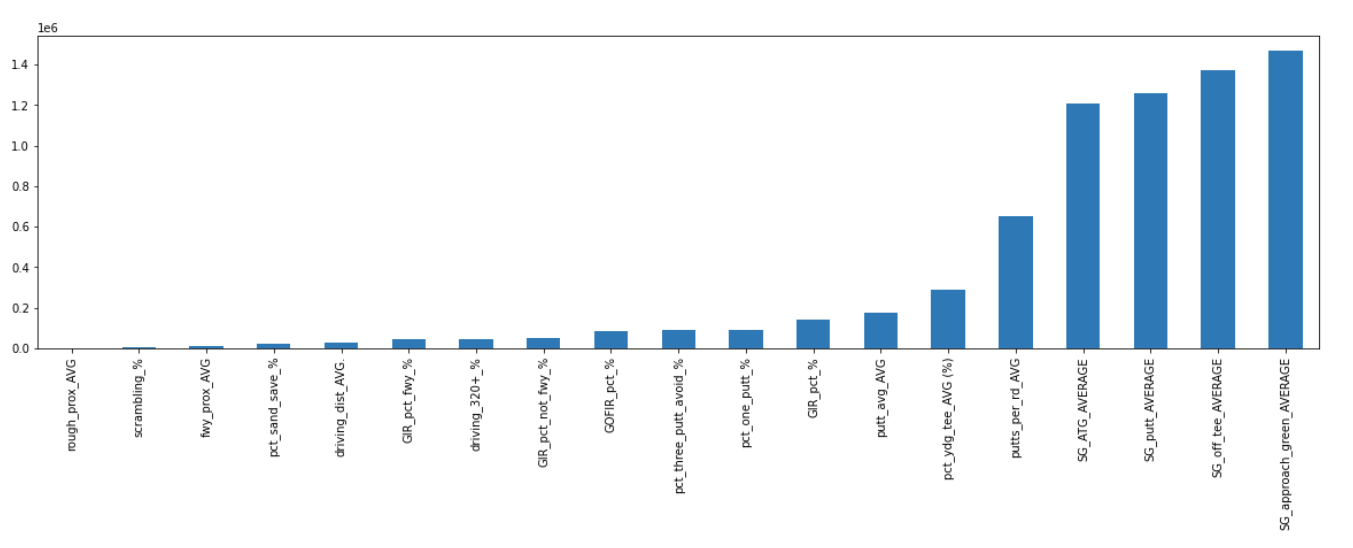 1e6
1.4
1.2
1.0
0.8
0.6
0.4
0.2
0.0
rough_prox_AVG
scrambling_%
fwy_prox_AVG
pct_sand_save_%
driving_dist_AVG.
GIR_pct_fwy_%
driving_320+_%
GIR_pct_not_fwy_%
GOFIR_pct_%
pct_three_putt_avoid_%
pct_one_putt_%
GIR_pct_%
putt_avg_AVG
pct_ydg_tee_AVG (%)
putts_per_rd_AVG
SG_ATG_AVERAGE
SG_putt_AVERAGE
SG_off_tee_AVERAGE
SG_approach_green_AVERAGE